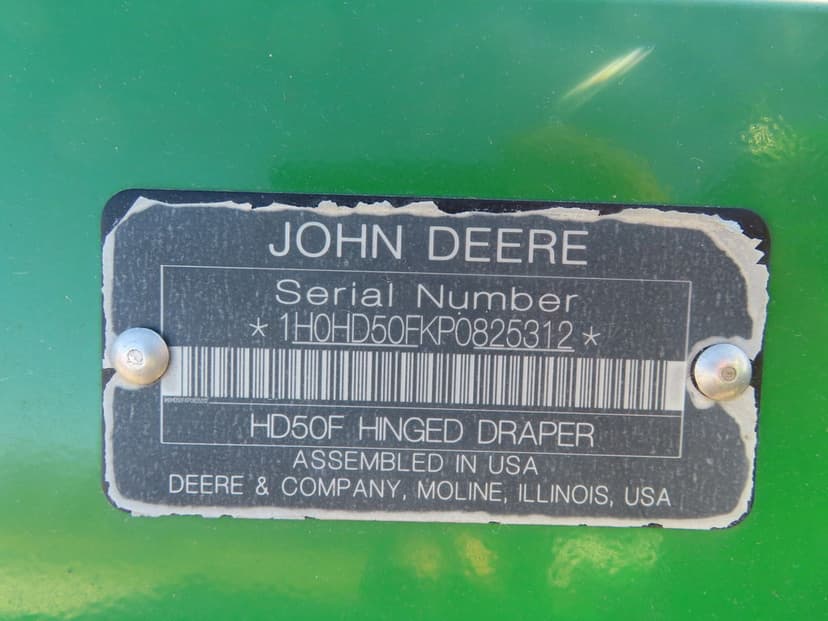 JOHN DEERE
Serial Number
*1H0HD50FKP0825312*
HD50F HINGED DRAPER
ASSEMBLED IN USA
DEERE & COMPANY, MOLINE, ILLINOIS, USA